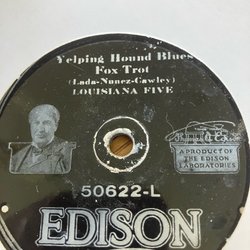 Yelping Hound Blues
Fox Trot
(Lada-Nunez-Cawley)
LOUISIANA FIVE
A PRODUCT OF
THE EDISON
LABORATORIES
50622-L
EDISON